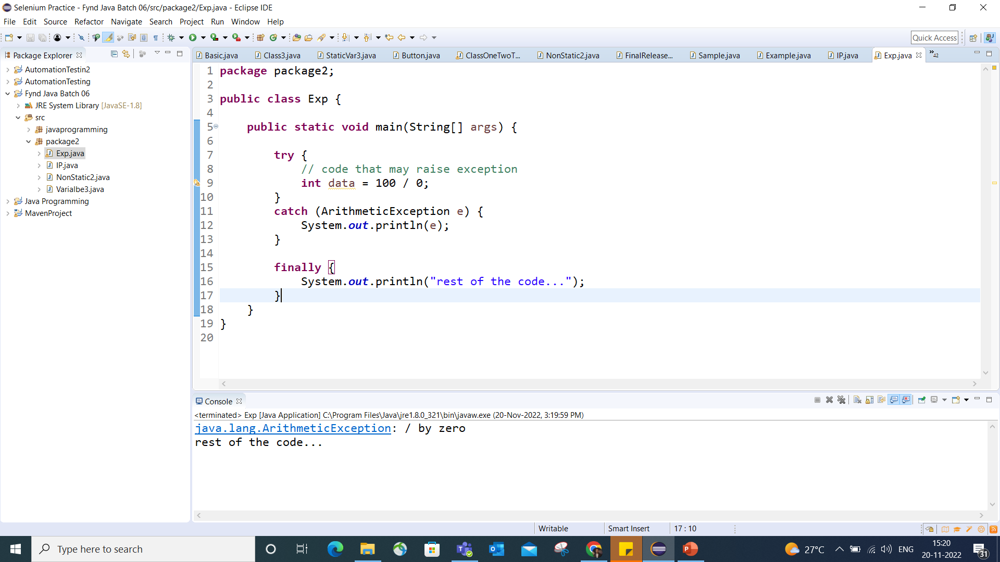 Selenium Practice - Fynd Java Batch 06/src/package2/Exp.java - Eclipse IDE
File Edit Source Refactor Navigate Search Project Run Window Help
Quick Access
Package Explorer
AutomationTestin2
AutomationTesting
Fynd Java Batch 06
JRE System Library [JavaSE-1.8]
src
javaprogramming
package2
Exp.java
IP.java
NonStatic2.java
Varialbe3.java
Java Programming
MavenProject
Basic.java Class3.java StaticVar3.java Button.java ClassOneTwoT... NonStatic2.java FinalRelease... Sample.java Example.java IP.java Exp.java »42
1 package package2;
2
3 public class Exp {
4
5 public static void main(String[] args) {
6
7 try {
8 // code that may raise exception
9 int data = 100 / 0;
10 }
11 catch (ArithmeticException e) {
12 System.out.println(e);
13 }
14
15 finally {
16 System.out.println("rest of the code...");
17 }
18 }
19 }
20
Console
<terminated> Exp [Java Application] C:\Program Files\Java\jre1.8.0_321\bin\javaw.exe (20-Nov-2022, 3:19:59 PM)
java.lang.ArithmeticException: / by zero
rest of the code...
Writable Smart Insert 17 : 10
Type here to search
27°C ENG
15:20
20-11-2022
31